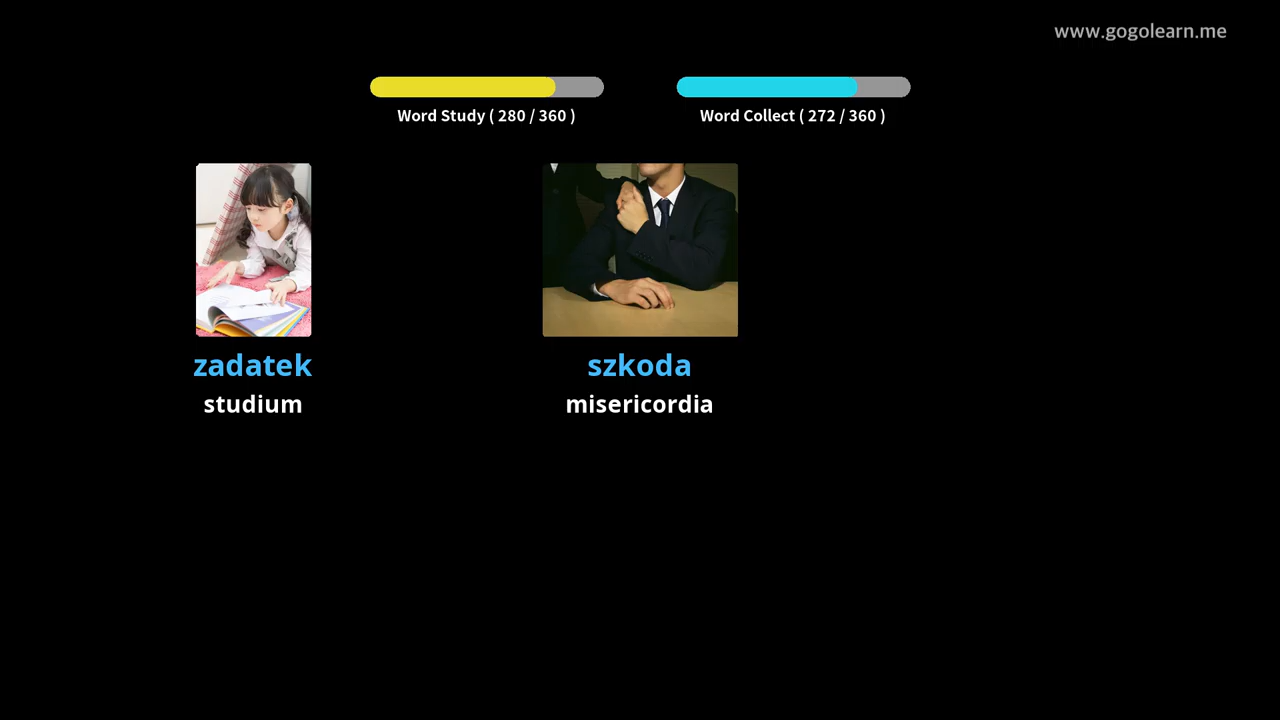 www.gogolearn.me
Word Study ( 280 / 360 )
Word Collect ( 272 / 360 )
zadatek
szkoda
studium
misericordia